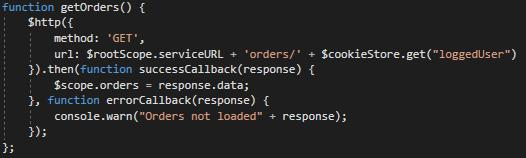 function getOrders() {
    $http({
        method: 'GET',
        url: $rootScope.serviceURL + 'orders/' + $cookieStore.get("loggedUser")
    }).then(function successCallback(response) {
        $scope.orders = response.data;
    }, function errorCallback(response) {
        console.warn("Orders not loaded" + response);
    });
};